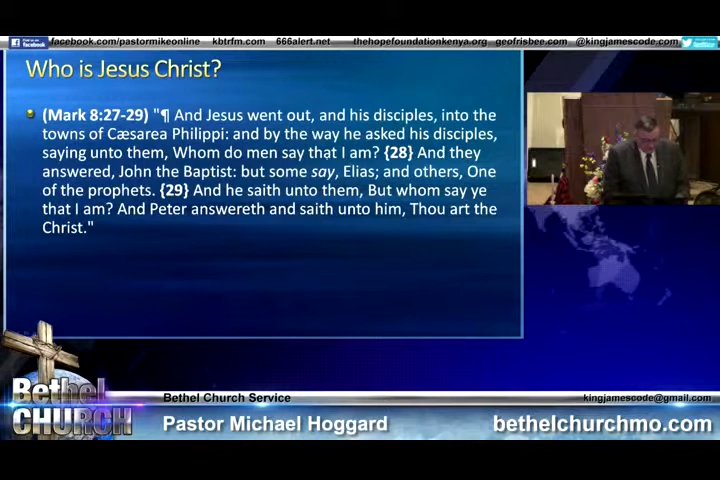 facebook.com/pastormikeonline kbtrfm.com 666alert.net thehopefoundationkenya.org geofrisbee.com @kingjamescode.com
facebook
twitter
Who is Jesus Christ?
(Mark 8:27-29) "¶ And Jesus went out, and his disciples, into the
towns of Cæsarea Philippi: and by the way he asked his disciples,
saying unto them, Whom do men say that I am? {28} And they
answered, John the Baptist: but some say, Elias; and others, One
of the prophets. {29} And he saith unto them, But whom say ye
that I am? And Peter answereth and saith unto him, Thou art the
Christ."
Bethel
CHURCH
Bethel Church Service
kingjamescode@gmail.com
Pastor Michael Hoggard
bethelchurchmo.com